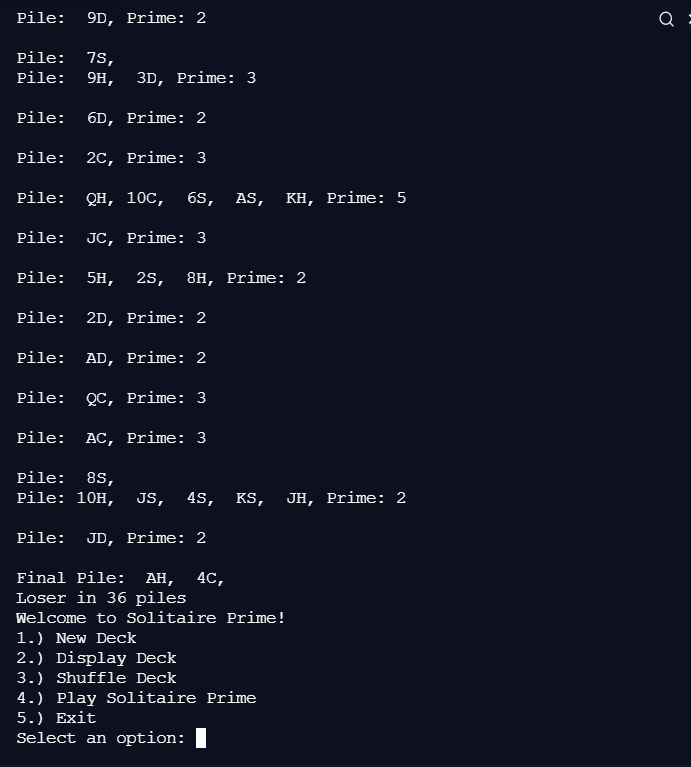 Pile:  9D, Prime: 2
Pile:  7S,
Pile:  9H,  3D, Prime: 3
Pile:  6D, Prime: 2
Pile:  2C, Prime: 3
Pile:  QH, 10C,  6S,  AS,  KH, Prime: 5
Pile:  JC, Prime: 3
Pile:  5H,  2S,  8H, Prime: 2
Pile:  2D, Prime: 2
Pile:  AD, Prime: 2
Pile:  QC, Prime: 3
Pile:  AC, Prime: 3
Pile:  8S,
Pile: 10H,  JS,  4S,  KS,  JH, Prime: 2
Pile:  JD, Prime: 2
Final Pile:  AH,  4C,
Loser in 36 piles
Welcome to Solitaire Prime!
1.) New Deck
2.) Display Deck
3.) Shuffle Deck
4.) Play Solitaire Prime
5.) Exit
Select an option: